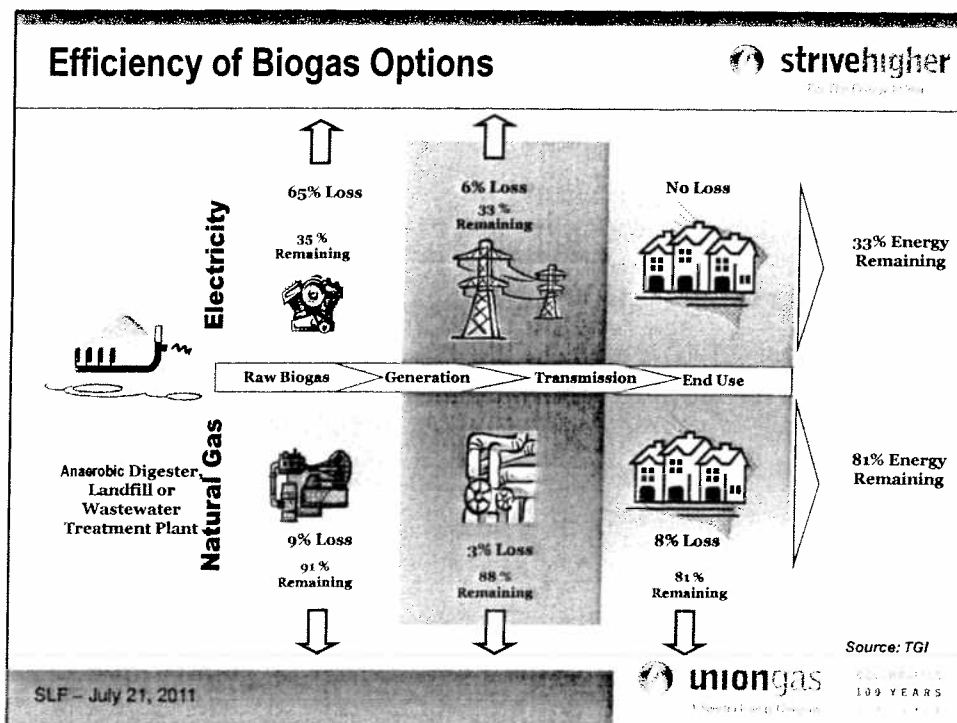 Efficiency of Biogas Options
strivehigher
Electricity
65% Loss
35 %
Remaining
6% Loss
33 %
Remaining
No Loss
33% Energy
Remaining
Raw Biogas
Generation
Transmission
End Use
Anaerobic Digester,
Landfill or
Wastewater
Treatment Plant
Natural Gas
9% Loss
91 %
Remaining
3% Loss
88 %
Remaining
8% Loss
81 %
Remaining
81% Energy
Remaining
Source: TGI
SLF – July 21, 2011
uniongas
100 YEARS